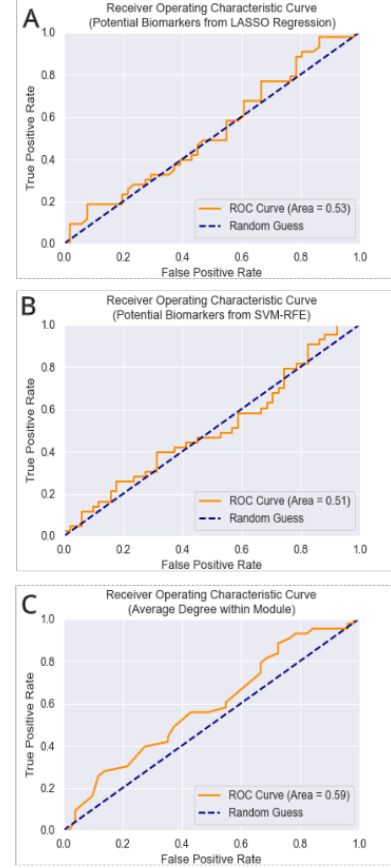 A
Receiver Operating Characteristic Curve
(Potential Biomarkers from LASSO Regression)
True Positive Rate
1.0
0.8
0.6
0.4
0.2
0.0
ROC Curve (Area = 0.53)
Random Guess
0.0 0.2 0.4 0.6 0.8 1.0
False Positive Rate
B
Receiver Operating Characteristic Curve
(Potential Biomarkers from SVM-RFE)
True Positive Rate
1.0
0.8
0.6
0.4
0.2
0.0
ROC Curve (Area = 0.51)
Random Guess
0.0 0.2 0.4 0.6 0.8 1.0
False Positive Rate
C
Receiver Operating Characteristic Curve
(Average Degree within Module)
True Positive Rate
1.0
0.8
0.6
0.4
0.2
0.0
ROC Curve (Area = 0.59)
Random Guess
0.0 0.2 0.4 0.6 0.8 1.0
False Positive Rate